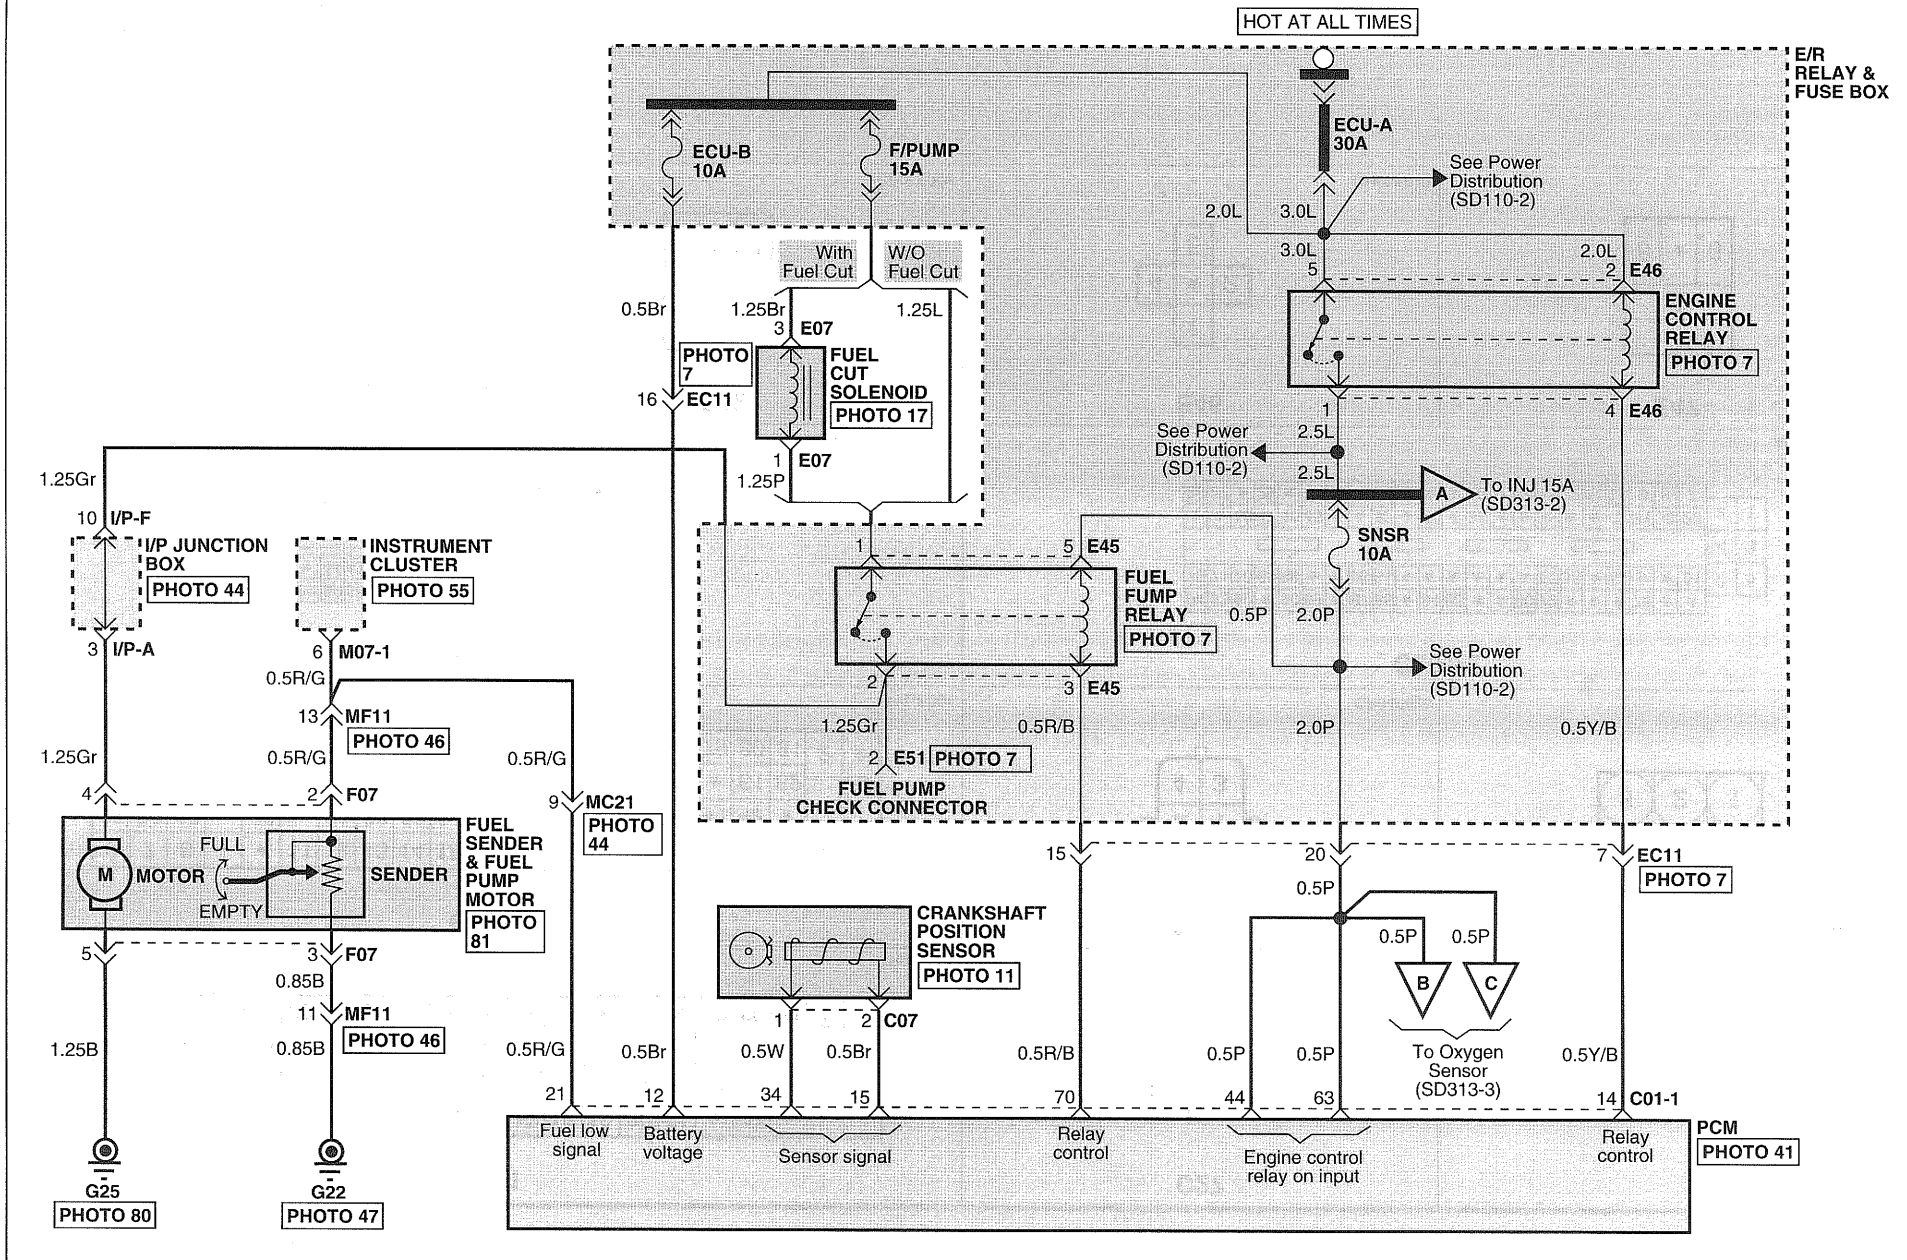 HOT AT ALL TIMES
E/R
RELAY &
FUSE BOX
ECU-B
10A
F/PUMP
15A
ECU-A
30A
See Power
Distribution
(SD110-2)
2.0L
3.0L
3.0L
2.0L
5
2
E46
With
Fuel Cut
W/O
Fuel Cut
0.5Br
1.25Br
1.25L
3
E07
PHOTO
7
16
EC11
FUEL
CUT
SOLENOID
PHOTO 17
1
E07
1.25P
ENGINE
CONTROL
RELAY
PHOTO 7
1
4
E46
2.5L
See Power
Distribution
(SD110-2)
2.5L
A
To INJ 15A
(SD313-2)
SNSR
10A
1.25Gr
10
I/P-F
I/P JUNCTION
BOX
PHOTO 44
INSTRUMENT
CLUSTER
PHOTO 55
1
5
E45
FUEL
FUMP
RELAY
PHOTO 7
0.5P
2.0P
3
I/P-A
6
M07-1
0.5R/G
13
MF11
PHOTO 46
2
3
E45
See Power
Distribution
(SD110-2)
1.25Gr
0.5R/B
2.0P
0.5Y/B
1.25Gr
0.5R/G
0.5R/G
2
E51
PHOTO 7
FUEL PUMP
CHECK CONNECTOR
4
2
F07
9
MC21
PHOTO
44
FUEL
SENDER
& FUEL
PUMP
MOTOR
PHOTO
81
M
MOTOR
FULL
EMPTY
SENDER
15
20
7
EC11
PHOTO 7
0.5P
CRANKSHAFT
POSITION
SENSOR
PHOTO 11
0.5P
0.5P
B
C
5
3
F07
0.85B
11
MF11
PHOTO 46
1
2
C07
1.25B
0.85B
0.5R/G
0.5Br
0.5W
0.5Br
0.5R/B
0.5P
0.5P
To Oxygen
Sensor
(SD313-3)
0.5Y/B
21
12
34
15
70
44
63
14
C01-1
Fuel low
signal
Battery
voltage
Sensor signal
Relay
control
Engine control
relay on input
Relay
control
PCM
PHOTO 41
G25
PHOTO 80
G22
PHOTO 47